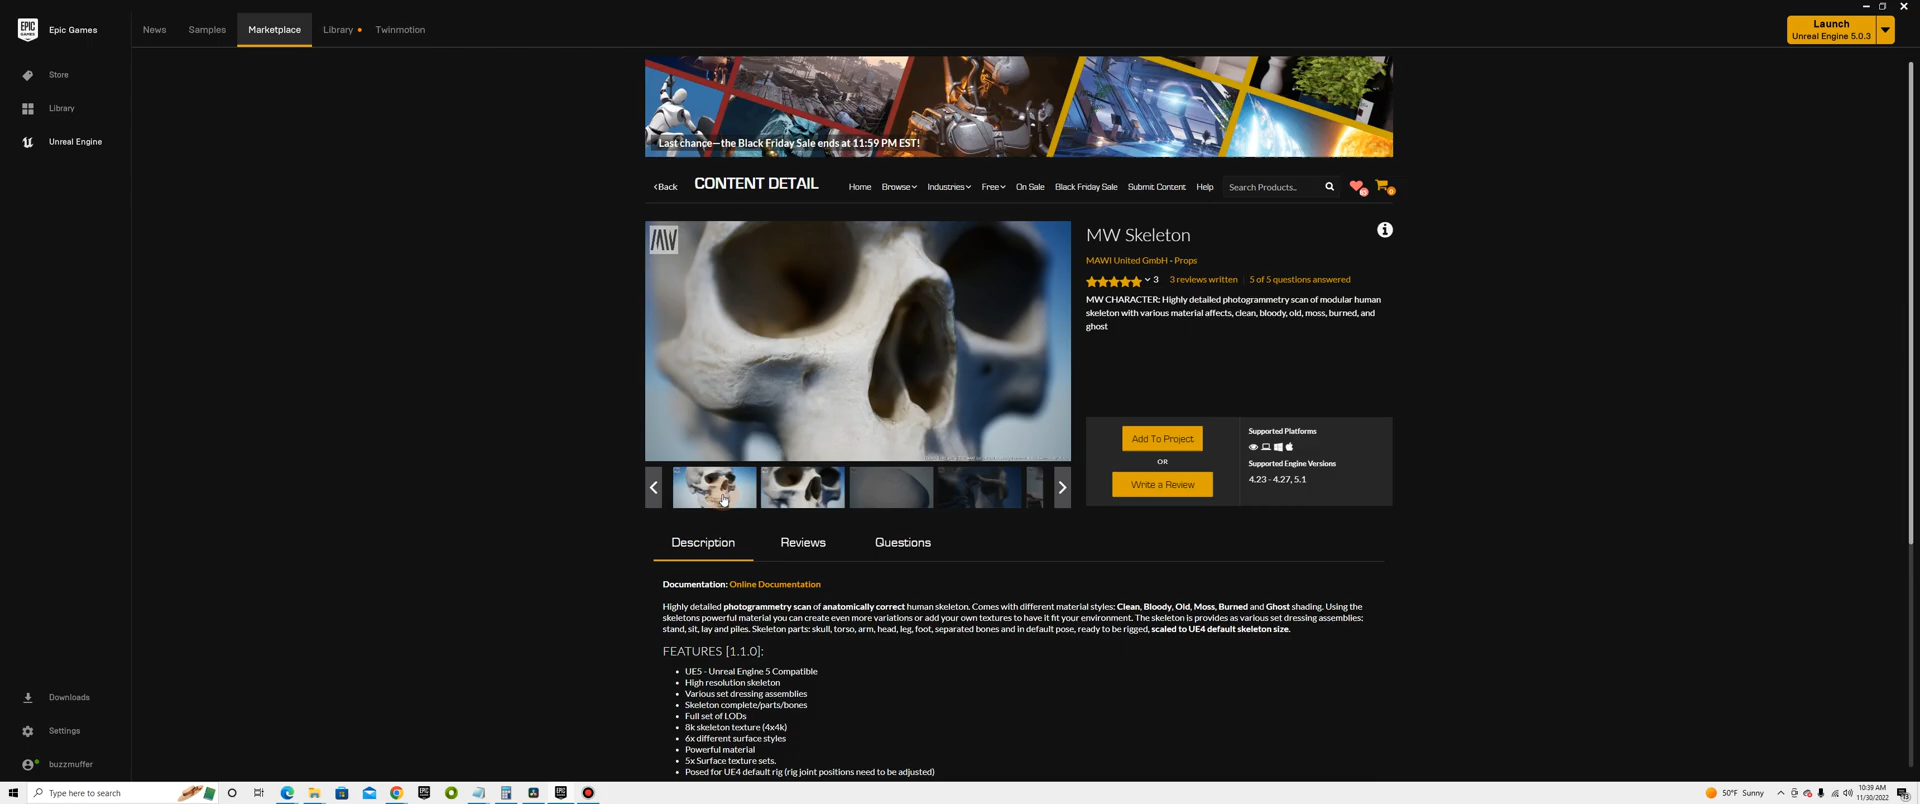 EPIC GAMES
Epic Games
News
Samples
Marketplace
Library
Twinmotion
Launch
Unreal Engine 5.0.3
Store
Library
Unreal Engine
Last chance—the Black Friday Sale ends at 11:59 PM EST!
<Back
CONTENT DETAIL
Home
Browse
Industries
Free
On Sale
Black Friday Sale
Submit Content
Help
Search Products..
0
MW
MW Skeleton
MAWI United GmbH - Props
3
3 reviews written
5 of 5 questions answered
MW CHARACTER: Highly detailed photogrammetry scan of modular human
skeleton with various material affects, clean, bloody, old, moss, burned, and
ghost
Add To Project
OR
Write a Review
Supported Platforms
Supported Engine Versions
4.23 - 4.27, 5.1
Description
Reviews
Questions
Documentation: Online Documentation
Highly detailed photogrammetry scan of anatomically correct human skeleton. Comes with different material styles: Clean, Bloody, Old, Moss, Burned and Ghost shading. Using the
skeletons powerful material you can create even more variations or add your own textures to have it fit your environment. The skeleton is provides as various set dressing assemblies:
stand, sit, lay and piles. Skeleton parts: skull, torso, arm, head, leg, foot, separated bones and in default pose, ready to be rigged, scaled to UE4 default skeleton size.
FEATURES [1.1.0]:
• UE5 - Unreal Engine 5 Compatible
• High resolution skeleton
• Various set dressing assemblies
• Skeleton complete/parts/bones
• Full set of LODs
• 8k skeleton texture (4x4k)
• 6x different surface styles
• Powerful material
• 5x Surface texture sets.
• Posed for UE4 default rig (rig joint positions need to be adjusted)
Downloads
Settings
buzzmuffer
Type here to search
50°F Sunny
10:39 AM
11/30/2022